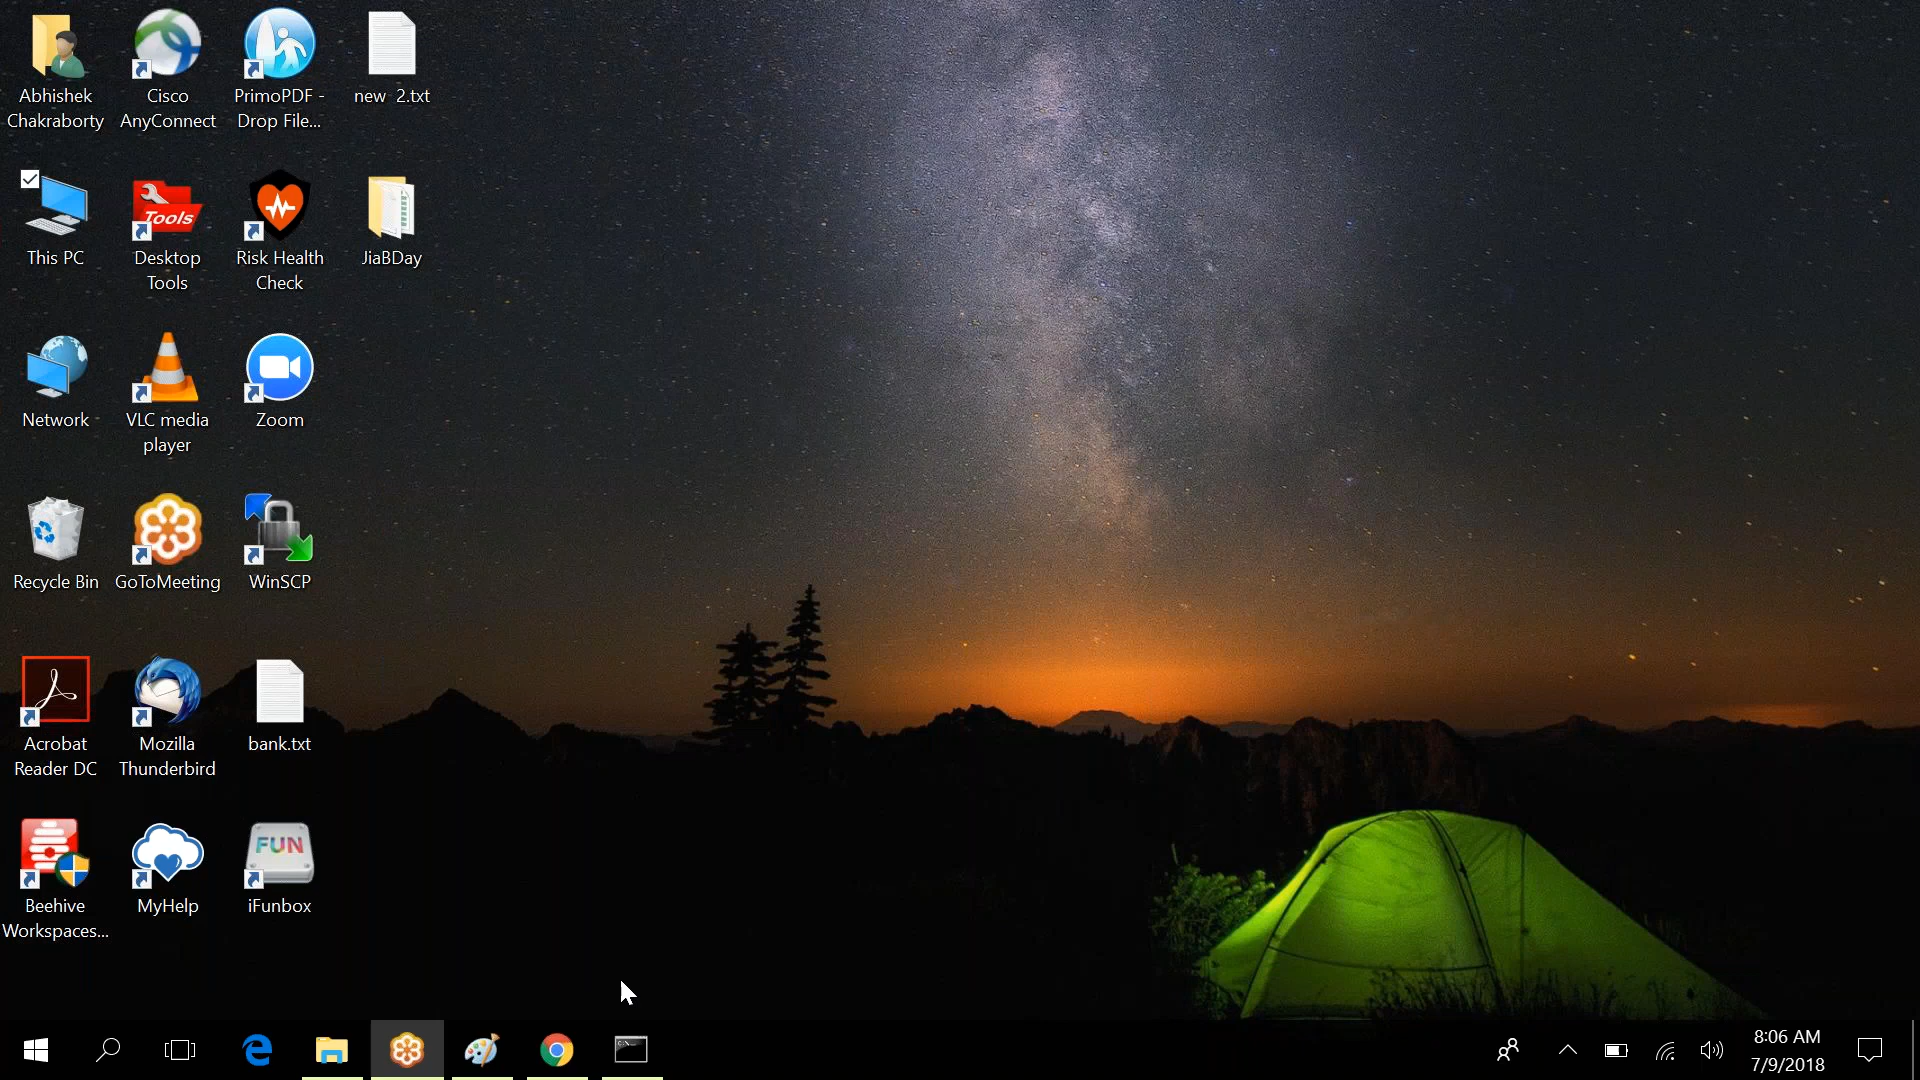 Abhishek
Chakraborty
Cisco
AnyConnect
PrimoPDF -
Drop File...
new 2.txt
This PC
Tools
Desktop
Tools
Risk Health
Check
JiaBDay
Network
VLC media
player
Zoom
Recycle Bin
GoToMeeting
WinSCP
Acrobat
Reader DC
Mozilla
Thunderbird
bank.txt
Beehive
Workspaces...
MyHelp
FUN
iFunbox
8:06 AM
7/9/2018